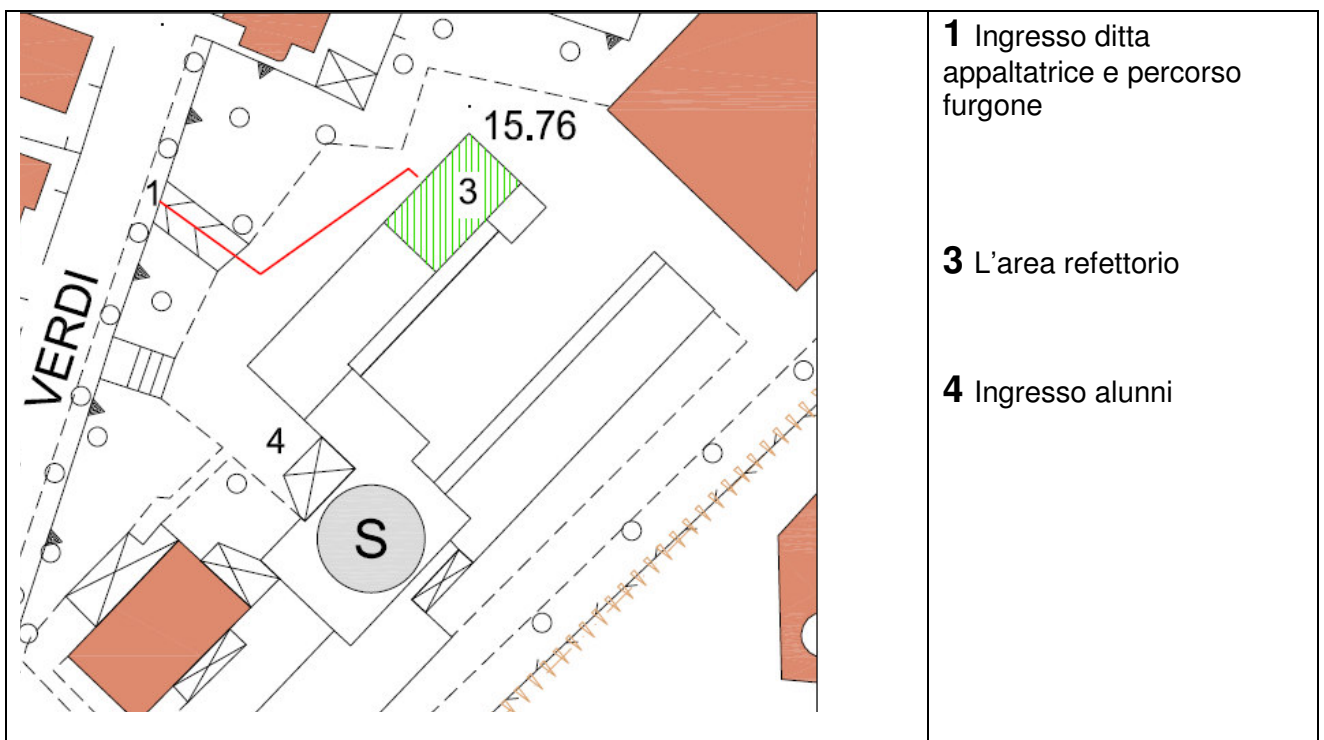 15.76
3
1
VERDI
4
S
1 Ingresso ditta
appaltatrice e percorso
furgone
3 L'area refettorio
4 Ingresso alunni